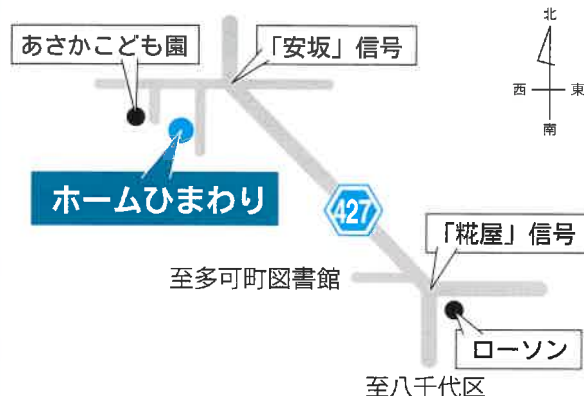 あさかこども園
「安坂」信号
北
西
東
南
ホームひまわり
427
「糀屋」信号
至多可町図書館
ローソン
至八千代区